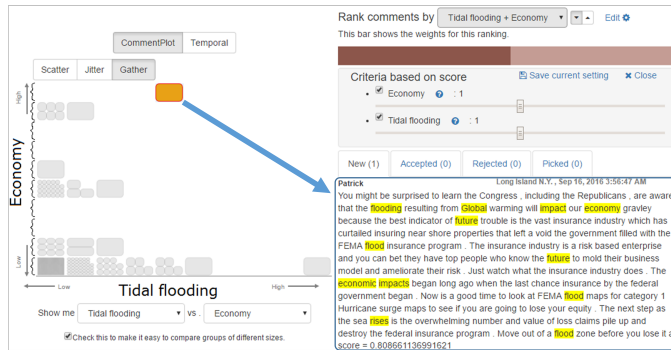 CommentPlot Temporal
Scatter Jitter Gather
High
Economy
Low
Low High
Tidal flooding
Show me Tidal flooding vs . Economy
Check this to make it easy to compare groups of different sizes.
Rank comments by Tidal flooding + Economy Edit
This bar shows the weights for this ranking.
Criteria based on score Save current setting × Close
• Economy ? : 1
• Tidal flooding ? : 1
New (1) Accepted (0) Rejected (0) Picked (0)
Patrick Long Island N.Y. , Sep 16, 2016 3:56:47 AM
You might be surprised to learn the Congress , including the Republicans , are aware
that the flooding resulting from Global warming will impact our economy gravley
because the best indicator of future trouble is the vast insurance industry which has
curtailed insuring near shore properties that left a void the government filled with the
FEMA flood insurance program . The insurance industry is a risk based enterprise
and you can bet they have top people who know the future to mold their business
model and ameliorate their risk . Just watch what the insurance industry does . The
economic impacts began long ago when the last chance insurance by the federal
government began . Now is a good time to look at FEMA flood maps for category 1
Hurricane surge maps to see if you are going to lose your equity . The next step as
the sea rises is the overwhelming number and value of loss claims pile up and
destroy the federal insurance program . Move out of a flood zone before you lose it a
score = 0.808661136991621